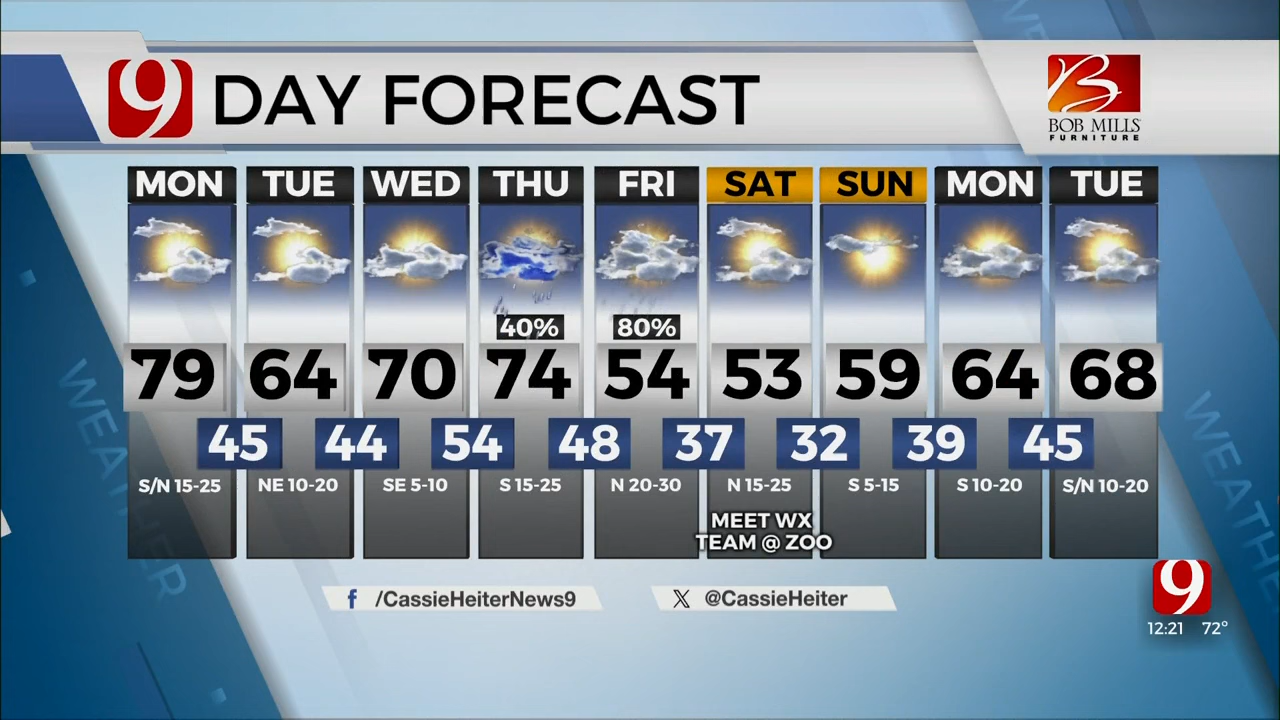 9 DAY FORECAST
BOB MILLS
FURNITURE
MON TUE WED THU FRI SAT SUN MON TUE
40% 80%
79 64 70 74 54 53 59 64 68
45 44 54 48 37 32 39 45
S/N 15-25 NE 10-20 SE 5-10 S 15-25 N 20-30 N 15-25 S 5-15 S 10-20 S/N 10-20
MEET WX
TEAM @ ZOO
f /CassieHeiterNews9 X @CassieHeiter
9
12:21 72°
WEATHER
WEATHER